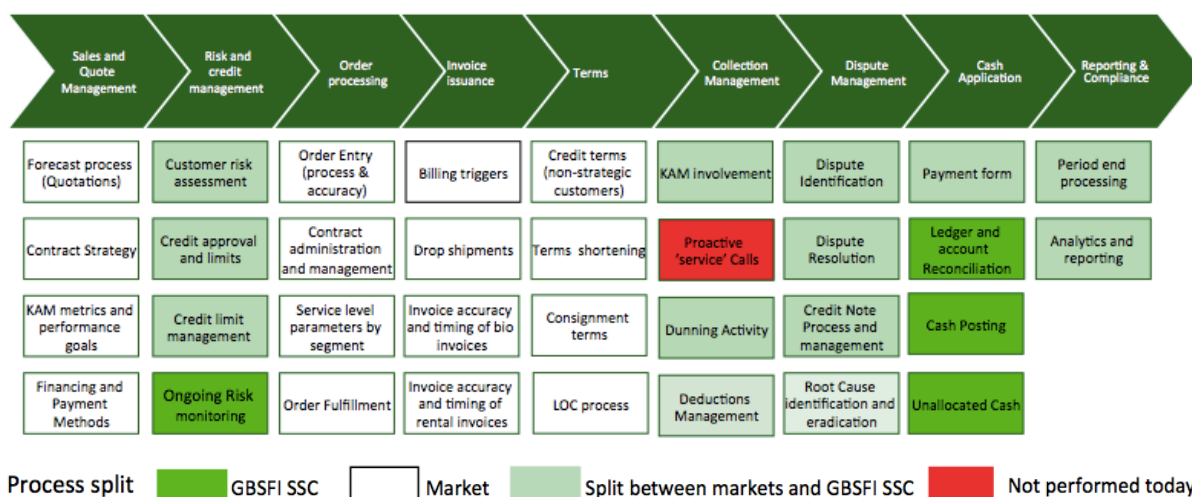 Sales and
Quote
Management
Risk and
credit
management
Order
processing
Invoice
issuance
Terms
Collection
Management
Dispute
Management
Cash
Application
Reporting &
Compliance
Forecast process
(Quotations)
Customer risk
assessment
Order Entry
(process &
accuracy)
Billing triggers
Credit terms
(non-strategic
customers)
KAM involvement
Dispute
Identification
Payment form
Period end
processing
Contract Strategy
Credit approval
and limits
Contract
administration
and management
Drop shipments
Terms shortening
Proactive
'service' Calls
Dispute
Resolution
Ledger and
account
Reconciliation
Analytics and
reporting
KAM metrics and
performance
goals
Credit limit
management
Service level
parameters by
segment
Invoice accuracy
and timing of bio
invoices
Consignment
terms
Dunning Activity
Credit Note
Process and
management
Cash Posting
Financing and
Payment
Methods
Ongoing Risk
monitoring
Order Fulfillment
Invoice accuracy
and timing of
rental invoices
LOC process
Deductions
Management
Root Cause
identification and
eradication
Unallocated Cash
Process split
GBSFI SSC
Market
Split between markets and GBSFI SSC
Not performed today